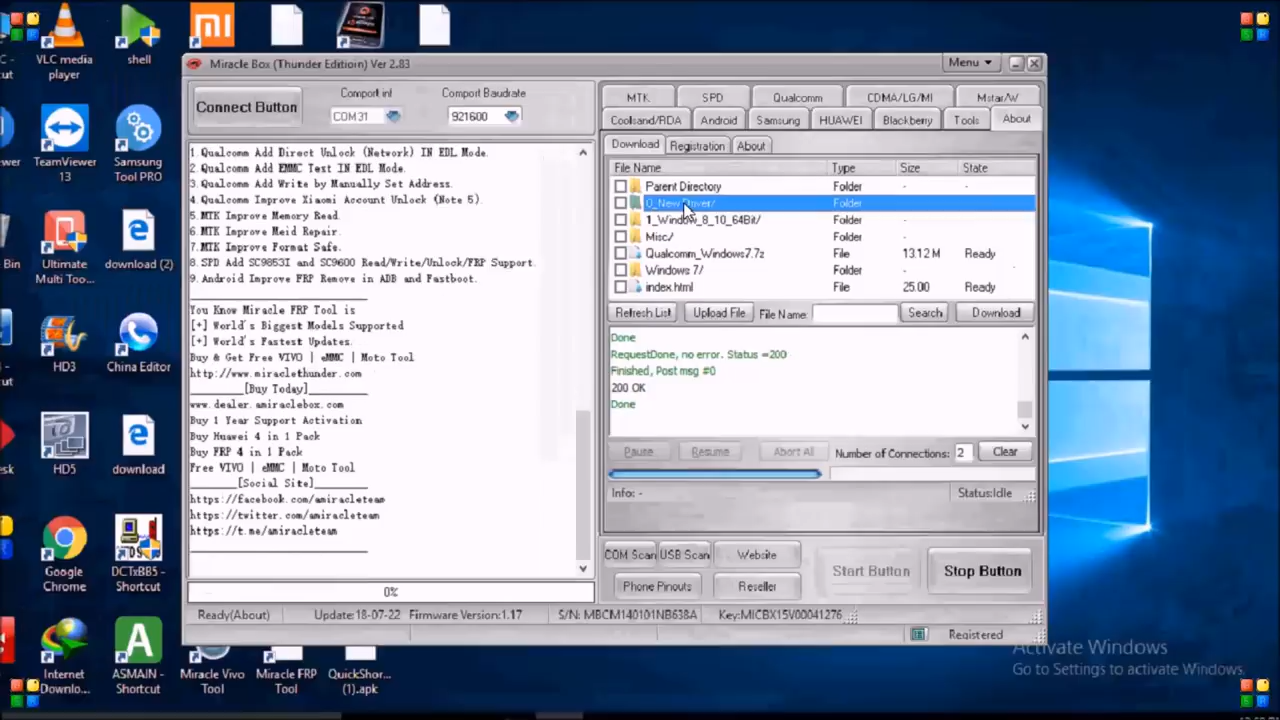 VLC media
player
shell
TeamViewer
13
Samsung
Tool PRO
Ultimate
Multi Too...
download (2)
HD3
China Editor
HD5
download
Google
Chrome
DCTxBB5 -
Shortcut
Internet
Downlo...
ASMAIN -
Shortcut
Miracle Vivo
Tool
Miracle FRP
Tool
QuickShor...
(1).apk
Miracle Box (Thunder Editioin) Ver 2.83
Menu
Connect Button
Comport inf
Comport Baudrate
COM31
921600
1.Qualcomm Add Direct Unlock (Network) IN EDL Mode.
2.Qualcomm Add EMMC Test IN EDL Mode.
3.Qualcomm Add Write by Manually Set Address.
4.Qualcomm Improve Xiaomi Account Unlock (Note 5).
5.MTK Improve Memory Read.
6.MTK Improve Meid Repair.
7.MTK Improve Format Safe.
8.SPD Add SC9853I and SC9600 Read/Write/Unlock/FRP Support.
9.Android Improve FRP Remove in ADB and Fastboot.
You Know Miracle FRP Tool is
[+] World's Biggest Models Supported
[+] World's Fastest Updates.
Buy & Get Free VIVO | eMMC | Moto Tool
http://www.miraclethunder.com
[Buy Today]
www.dealer.amiraclebox.com
Buy 1 Year Support Activation
Buy Huawei 4 in 1 Pack
Buy FRP 4 in 1 Pack
Free VIVO | eMMC | Moto Tool
[Social Site]
https://facebook.com/amiracleteam
https://twitter.com/amiracleteam
https://t.me/amiracleteam
0%
MTK SPD Qualcomm CDMA/LG/MI Mstar/W
Coolsand/RDA Android Samsung HUAWEI Blackberry Tools About
Download Registration About
File Name Type Size State
Parent Directory Folder - -
Folder
1_Window_8_10_64Bit/ Folder -
Misc/ Folder -
Qualcomm_Windows7.7z File 13.12 M Ready
Windows 7/ Folder -
index.html File 25.00 Ready
Refresh List Upload File File Name: Search Download
Done
RequestDone, no error. Status =200
Finished, Post msg #0
200 OK
Done
Pause Resume Abort All Number of Connections: 2 Clear
Info: - Status:Idle
COM Scan USB Scan Website
Phone Pinouts Reseller
Start Button Stop Button
Ready(About) Update:18-07-22 Firmware Version:1.17 S/N: MBCM140101NB638A Key:MICBX15V00041276
Registered
Activate Windows
Go to Settings to activate Windows.